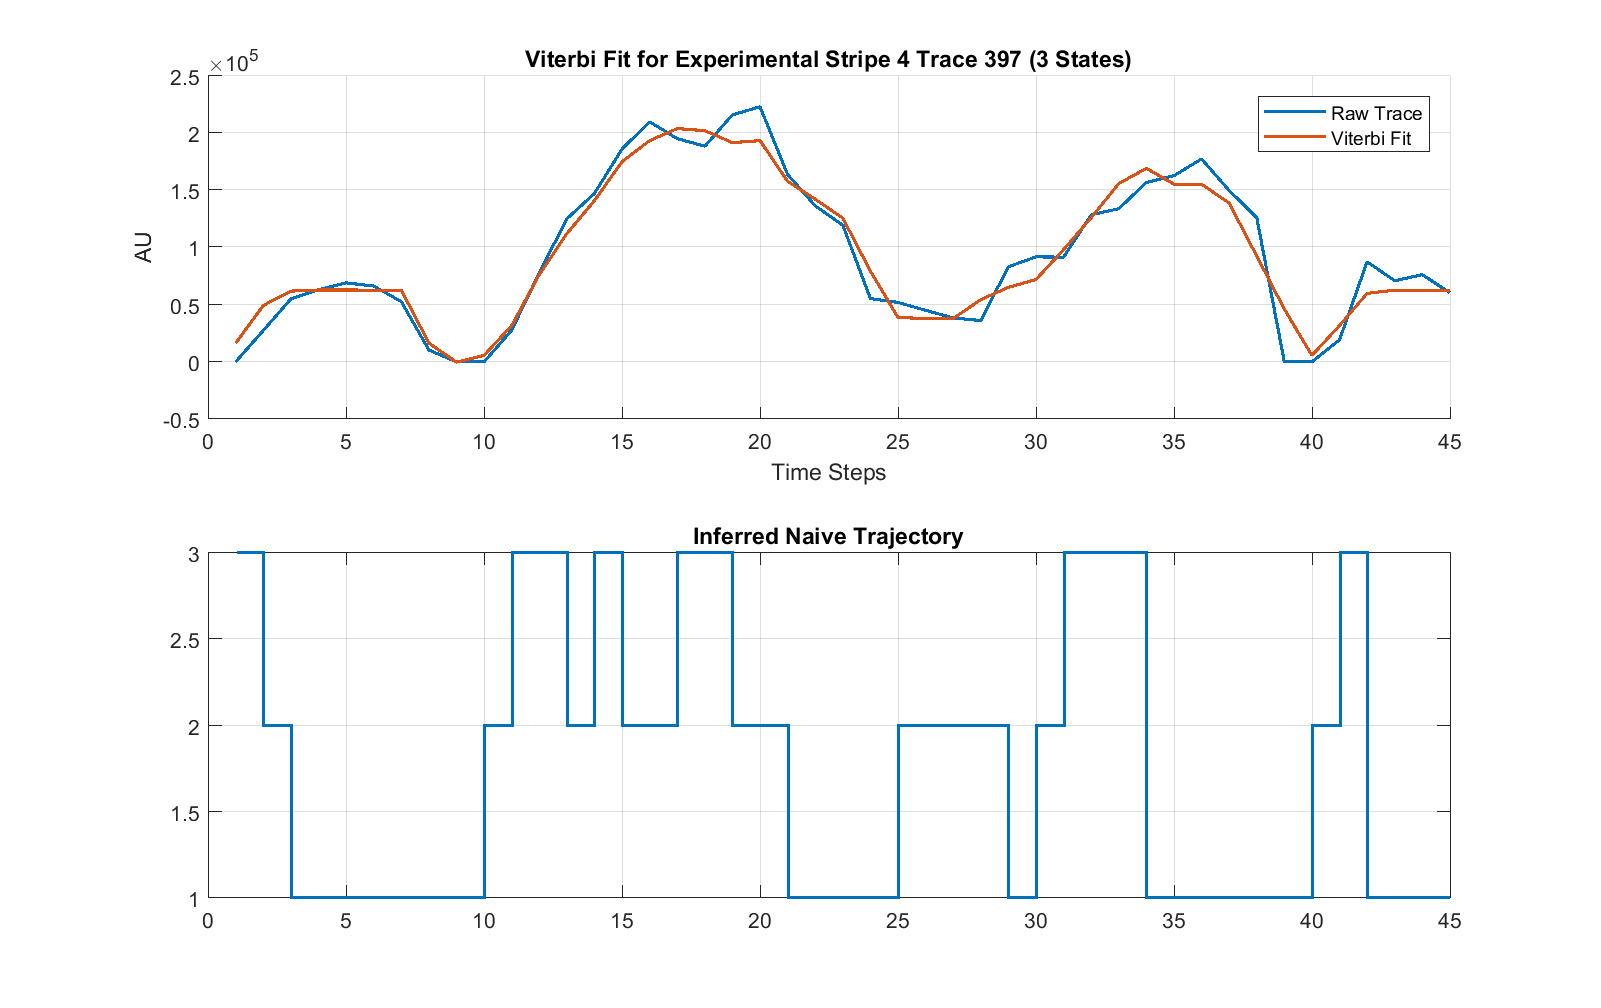 Viterbi Fit for Experimental Stripe 4 Trace 397 (3 States)
×10^5
2.5
2
1.5
1
0.5
0
-0.5
AU
Raw Trace
Viterbi Fit
0 5 10 15 20 25 30 35 40 45
Time Steps
Inferred Naive Trajectory
3
2.5
2
1.5
1
0 5 10 15 20 25 30 35 40 45